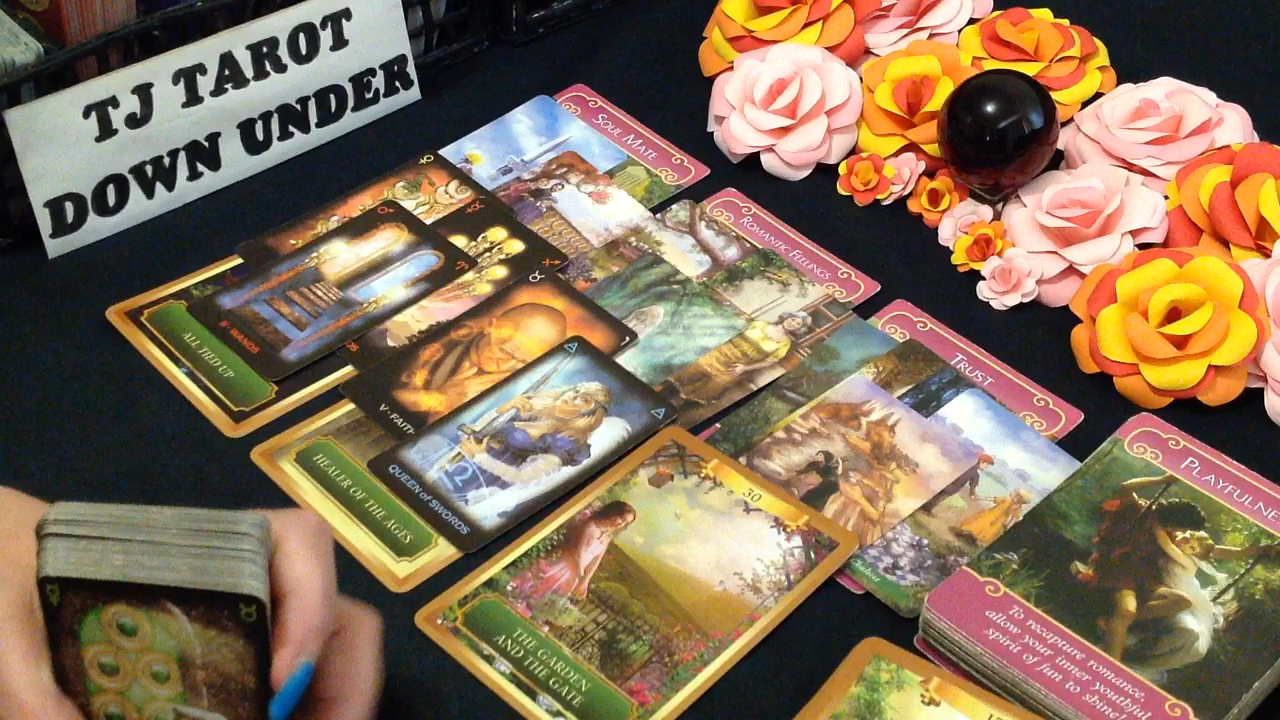 TJ TAROT
DOWN UNDER
SOUL MATE
ROMANTIC FEELINGS
TRUST
PLAYFULNE
To recapture romance,
allow your inner youthful
spirit of fun to shine
ALL TIED UP
V · FAITH
QUEEN of SWORDS
HEALER OF THE AGES
30
THE GARDEN
AND THE GATE